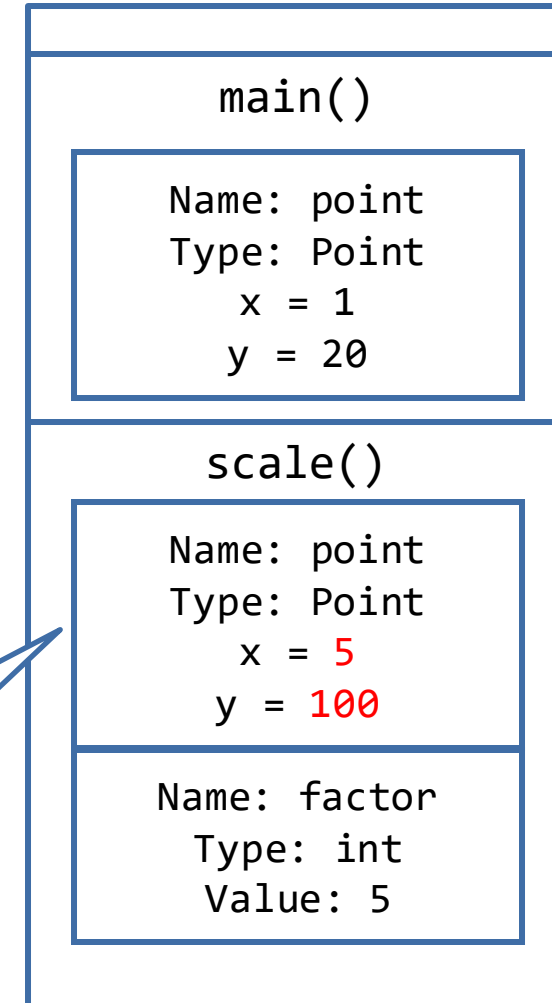 main()
Name: point
Type: Point
x = 1
y = 20
scale()
Name: point
Type: Point
x = 5
y = 100
Name: factor
Type: int
Value: 5